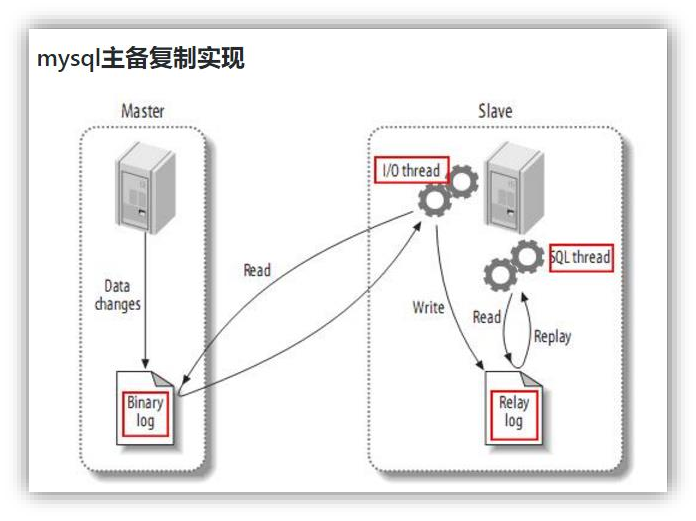 mysql主备复制实现
Master
Slave
I/O thread
SQL thread
Data
changes
Read
Write
Read
Replay
Binary
log
Relay
log